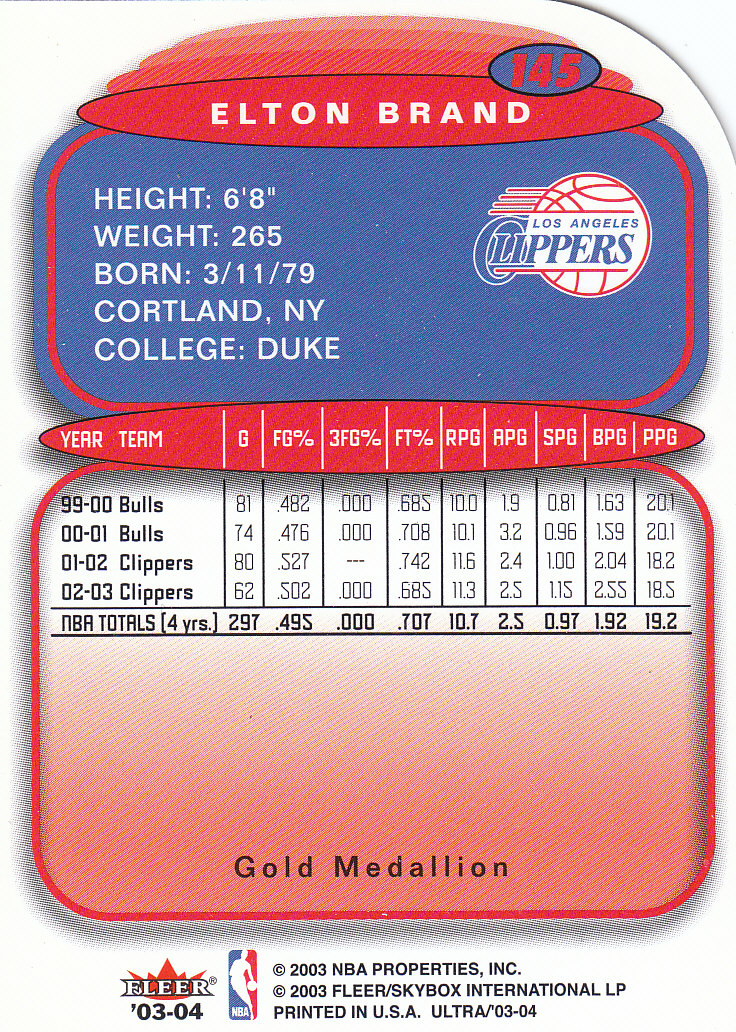 145
ELTON BRAND
HEIGHT: 6'8"
WEIGHT: 265
BORN: 3/11/79
CORTLAND, NY
COLLEGE: DUKE
LOS ANGELES
CLIPPERS
YEAR TEAM G FG% 3FG% FT% RPG APG SPG BPG PPG
99-00 Bulls 81 .482 .000 .685 10.0 1.9 0.81 1.63 20.1
00-01 Bulls 74 .476 .000 .708 10.1 3.2 0.96 1.59 20.1
01-02 Clippers 80 .527 --- .742 11.6 2.4 1.00 2.04 18.2
02-03 Clippers 62 .502 .000 .685 11.3 2.5 1.15 2.55 18.5
NBA TOTALS (4 yrs.) 297 .495 .000 .707 10.7 2.5 0.97 1.92 19.2
Gold Medallion
FLEER®
'03-04
NBA
© 2003 NBA PROPERTIES, INC.
© 2003 FLEER/SKYBOX INTERNATIONAL LP
PRINTED IN U.S.A. ULTRA/'03-04